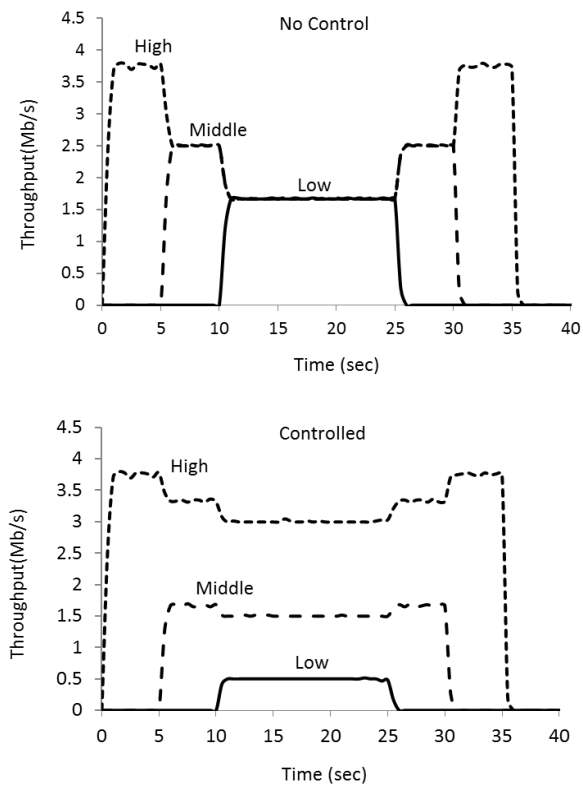 No Control
4.5
High
4
3.5
3
Middle
2.5
2
Low
1.5
1
0.5
0
Throughput(Mb/s)
0 5 10 15 20 25 30 35 40
Time (sec)
Controlled
4.5
High
4
3.5
3
2.5
2
Middle
1.5
1
Low
0.5
0
Throughput(Mb/s)
0 5 10 15 20 25 30 35 40
Time (sec)